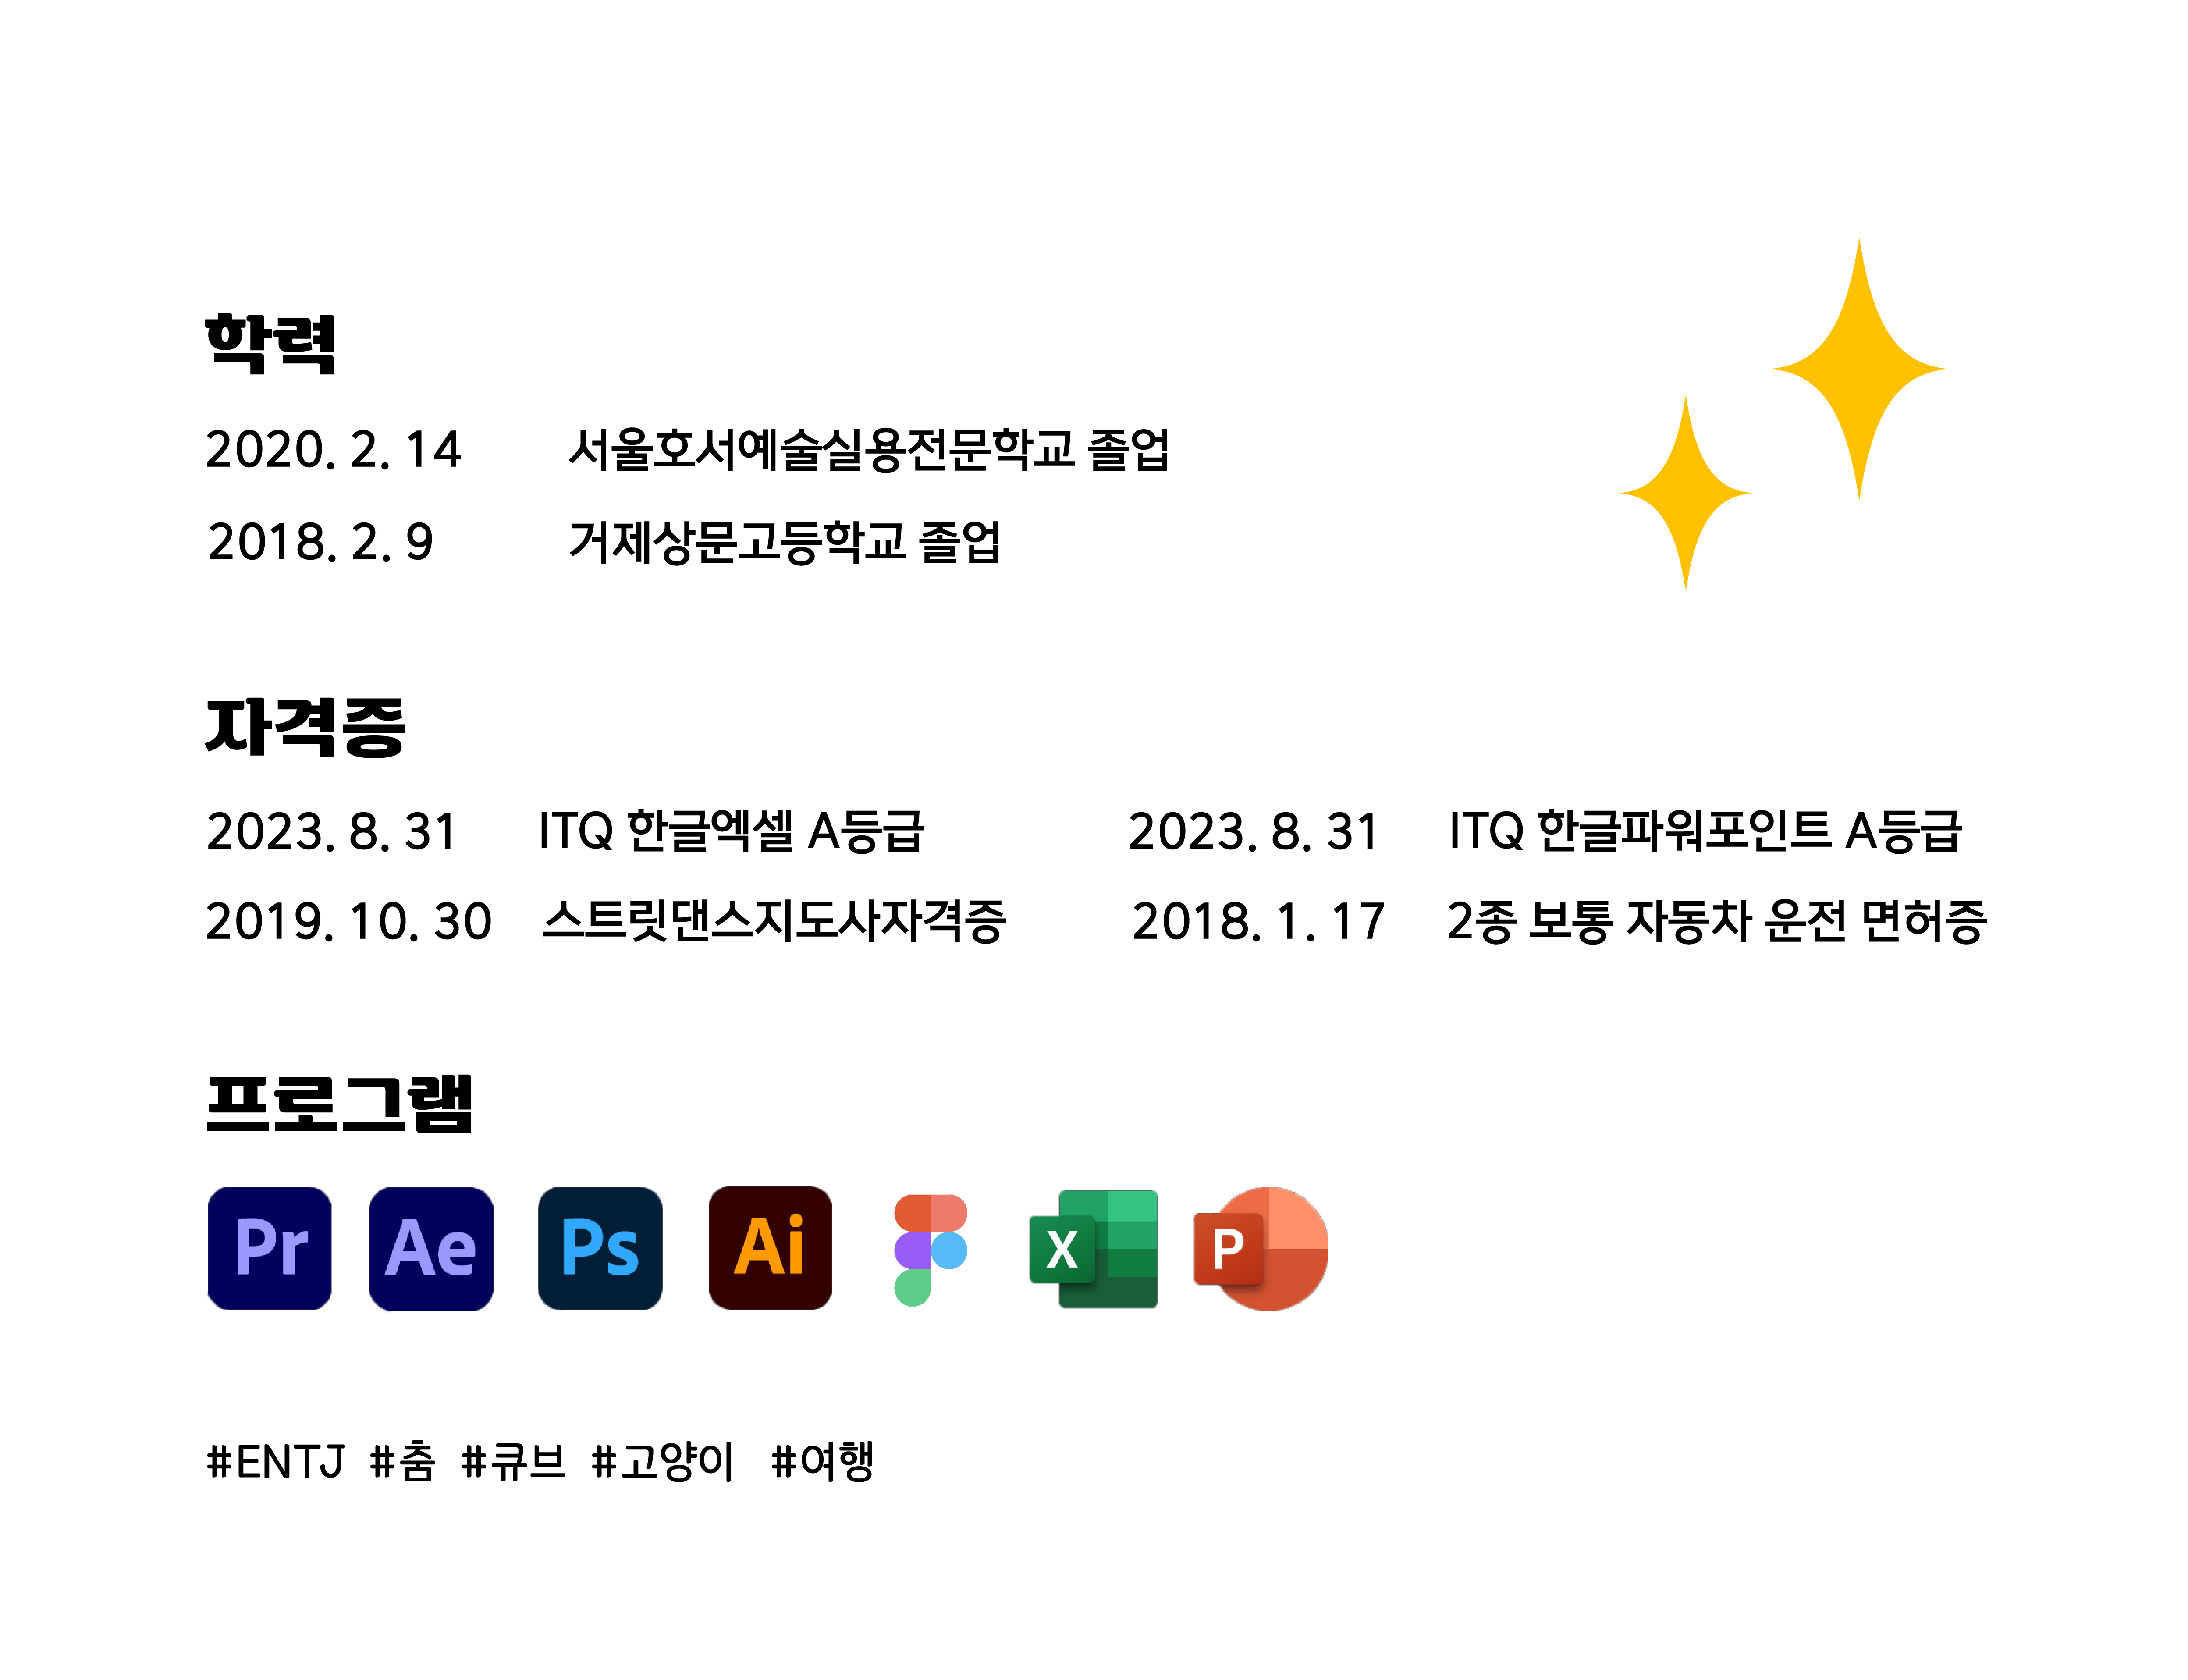 학력
2020. 2. 14 서울호서예술실용전문학교 졸업
2018. 2. 9 거제상문고등학교 졸업
자격증
2023. 8. 31 ITQ 한글엑셀 A등급 2023. 8. 31 ITQ 한글파워포인트 A등급
2019. 10. 30 스트릿댄스지도사자격증 2018. 1. 17 2종 보통 자동차 운전 면허증
프로그램
Pr Ae Ps Ai X P
#ENTJ #춤 #큐브 #고양이 #여행